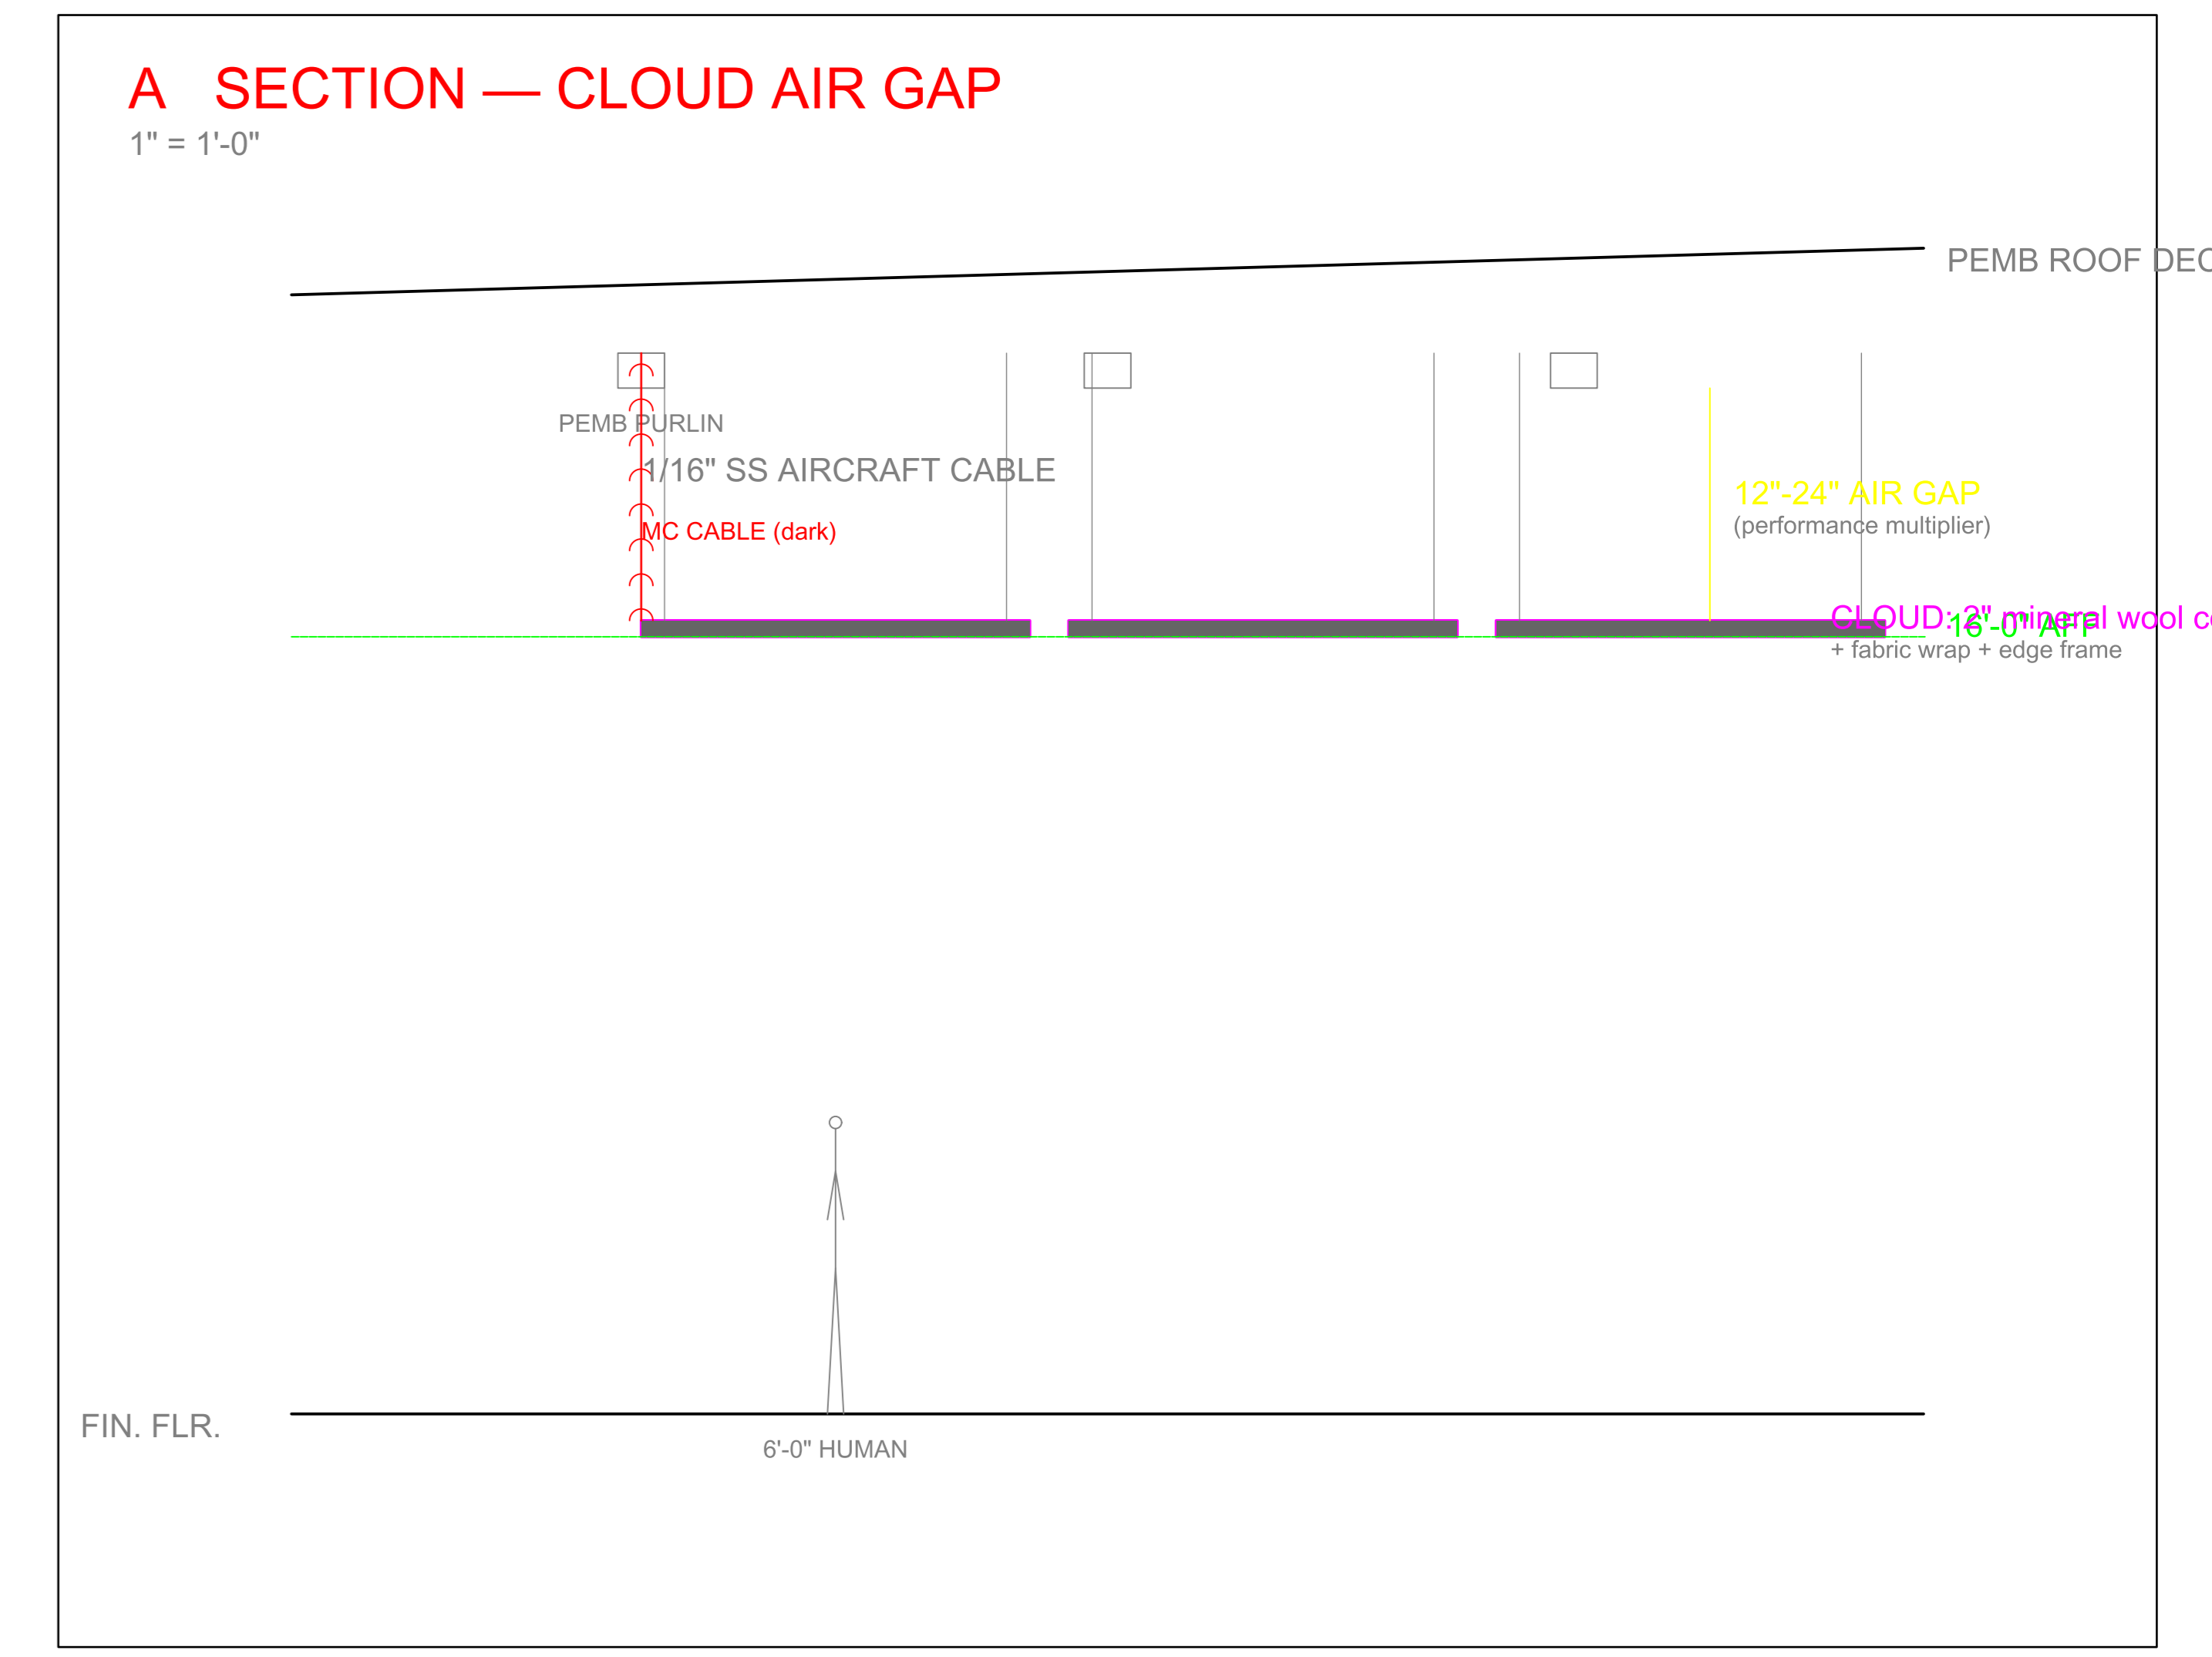 A SECTION — CLOUD AIR GAP
1" = 1'-0"
PEMB ROOF
PEMB PURLIN
1/16" SS AIRCRAFT CABLE
12"-24" AIR GAP
(performance multiplier)
MC CABLE (dark)
CLOUD: 2" mineral wool
16'-0" AFF
+ fabric wrap + edge frame
FIN. FLR.
6'-0" HUMAN